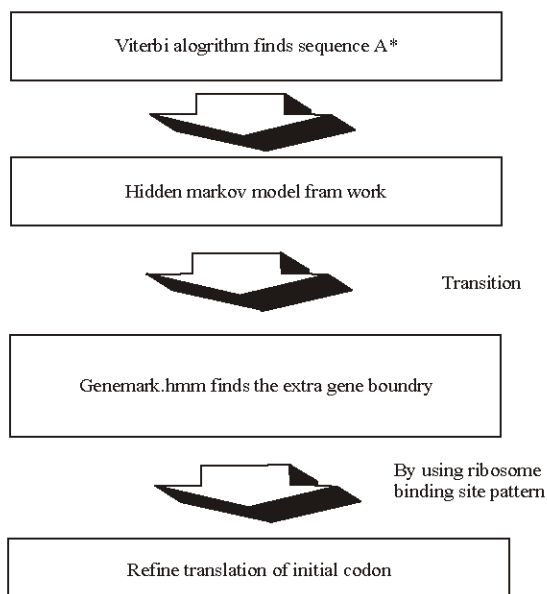 Viterbi alogrithm finds sequence A*
Hidden markov model fram work
Transition
Genemark.hmm finds the extra gene boundry
By using ribosome
binding site pattern
Refine translation of initial codon